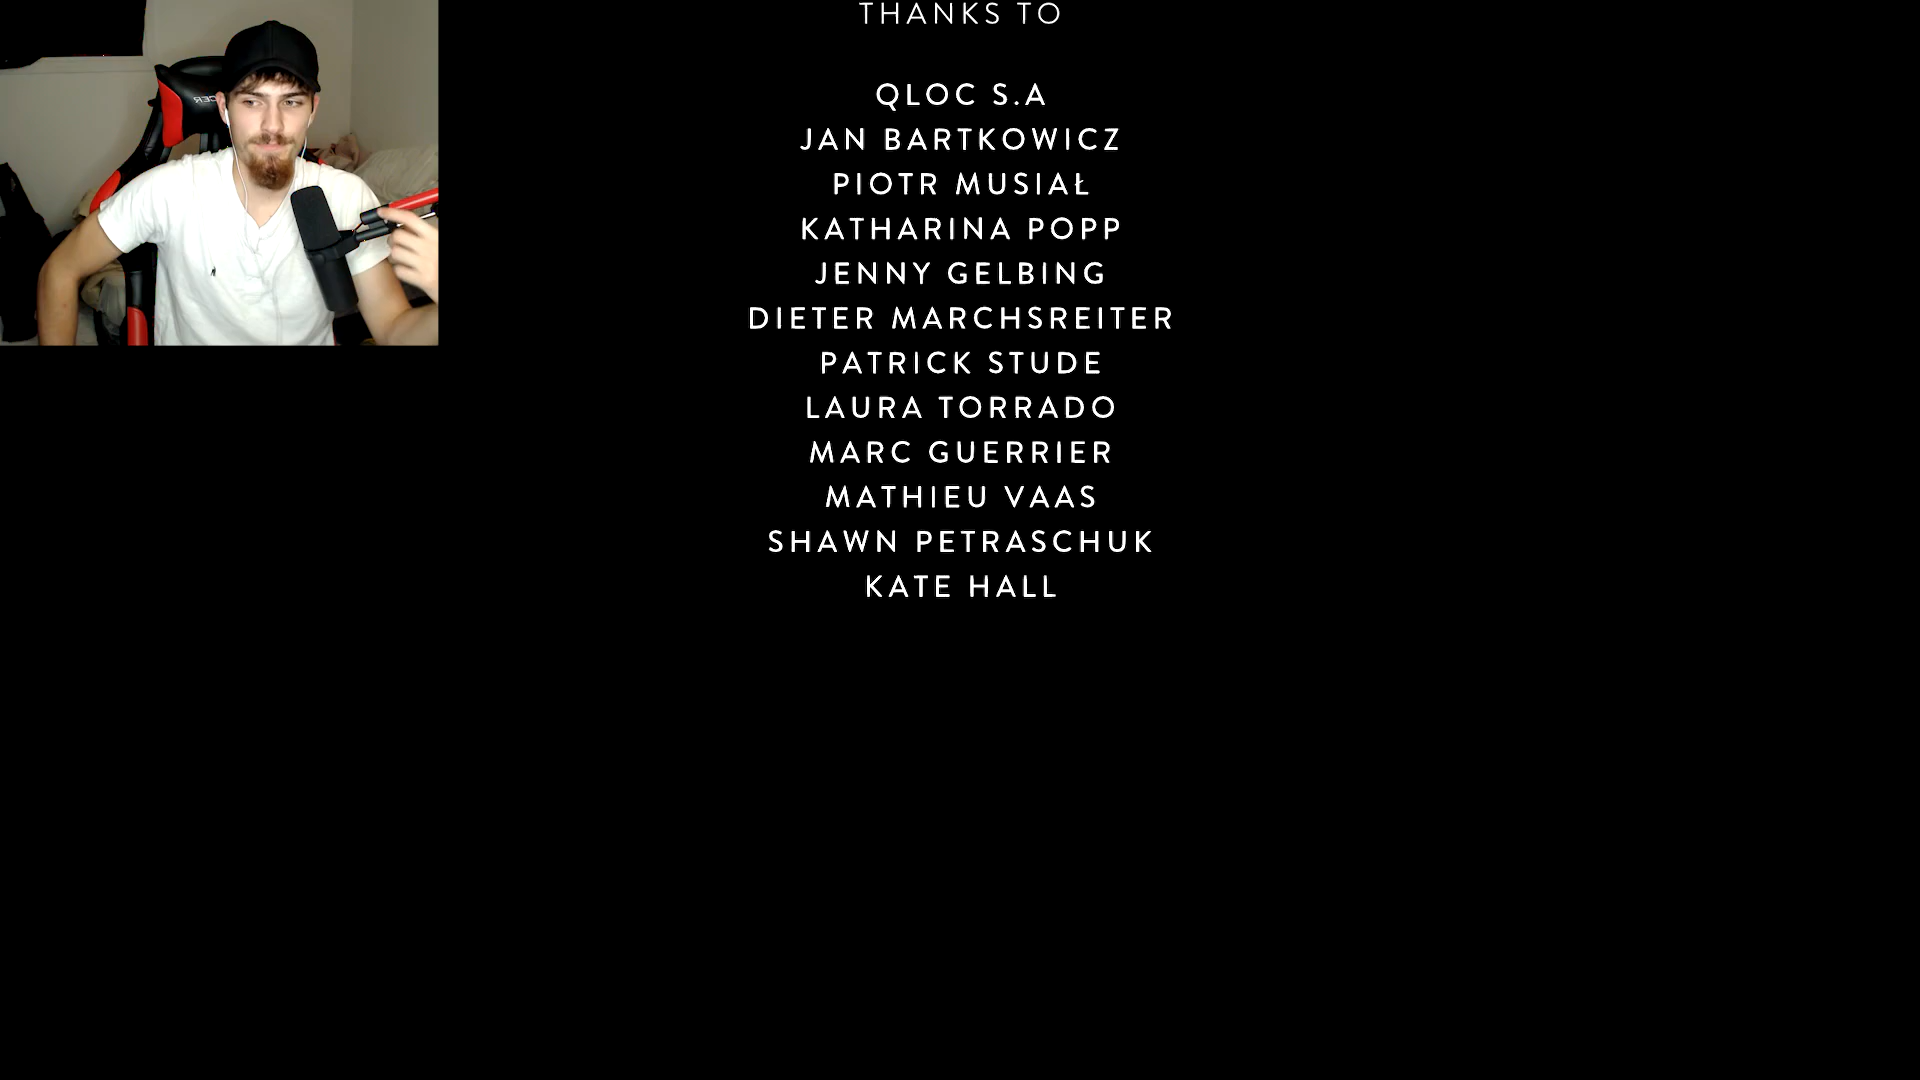 THANKS TO
QLOC S.A
JAN BARTKOWICZ
PIOTR MUSIAŁ
KATHARINA POPP
JENNY GELBING
DIETER MARCHSREITER
PATRICK STUDE
LAURA TORRADO
MARC GUERRIER
MATHIEU VAAS
SHAWN PETRASCHUK
KATE HALL